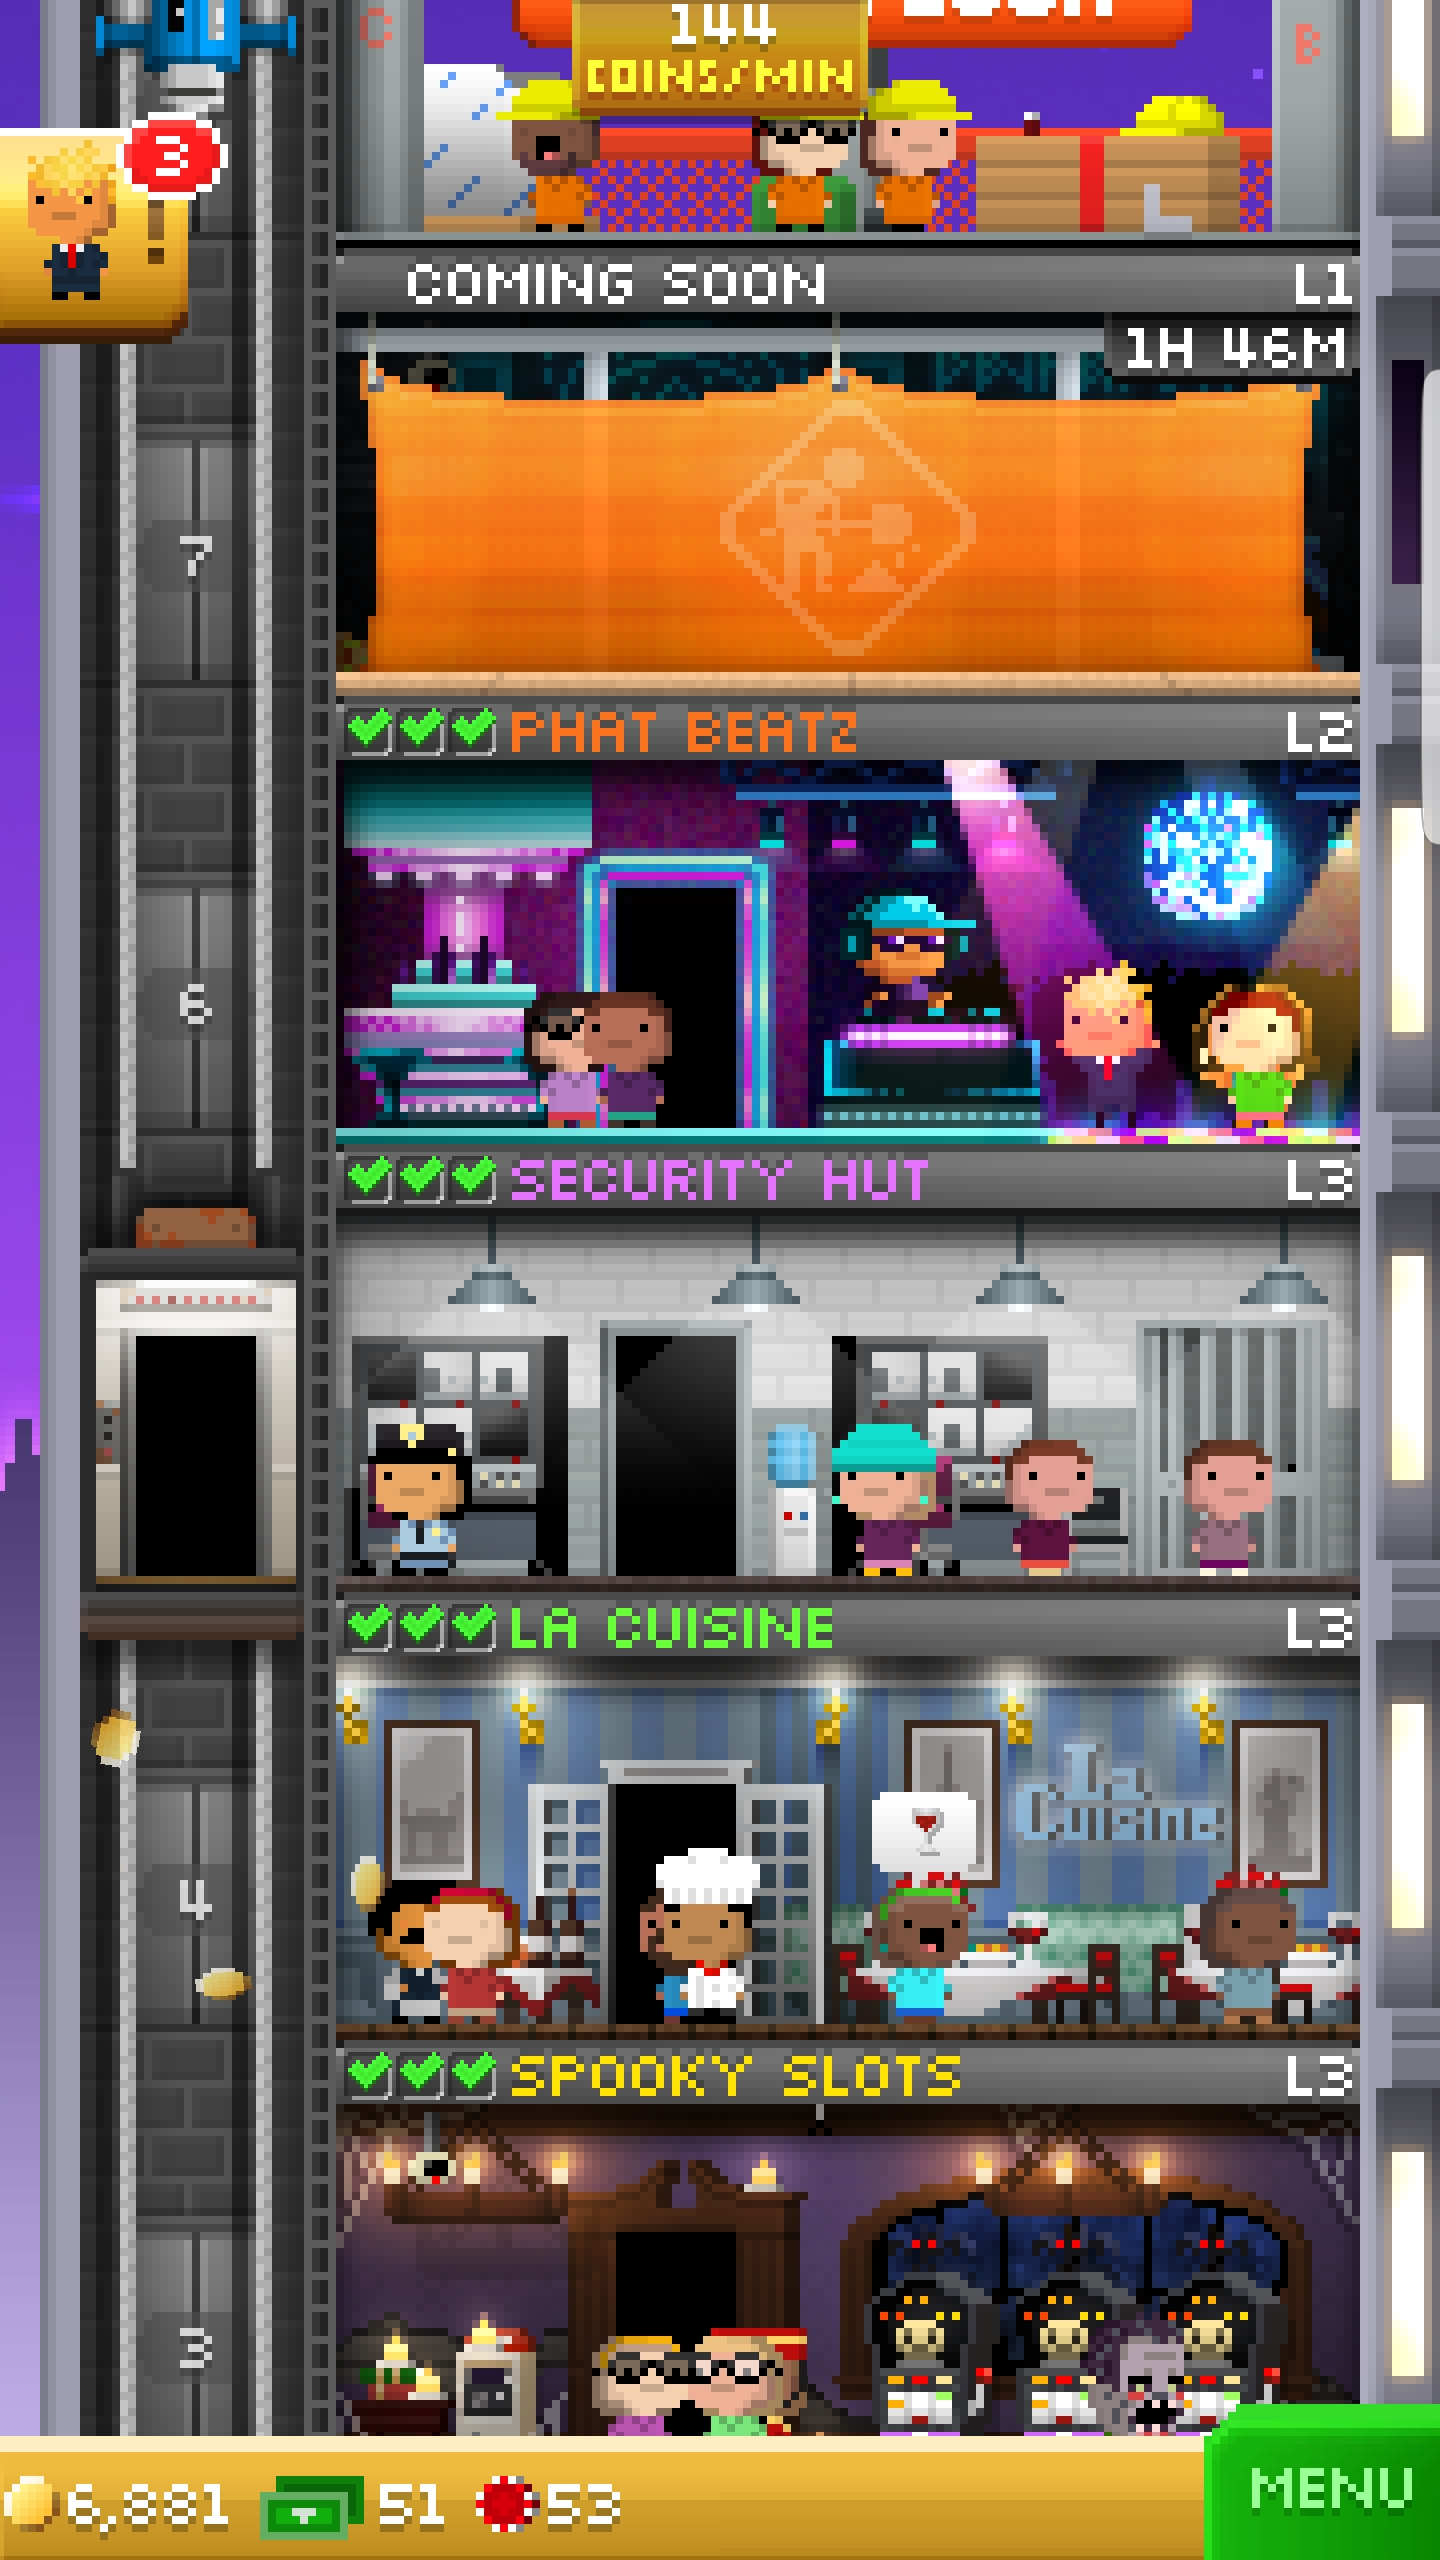 144
COINS/MIN
C
B
3
COMING SOON L1
1H 46M
7
PHAT BEATZ L2
6
SECURITY HUT L3
LA CUISINE L3
La
Cuisine
4
SPOOKY SLOTS L3
3
6,881 51 53
MENU